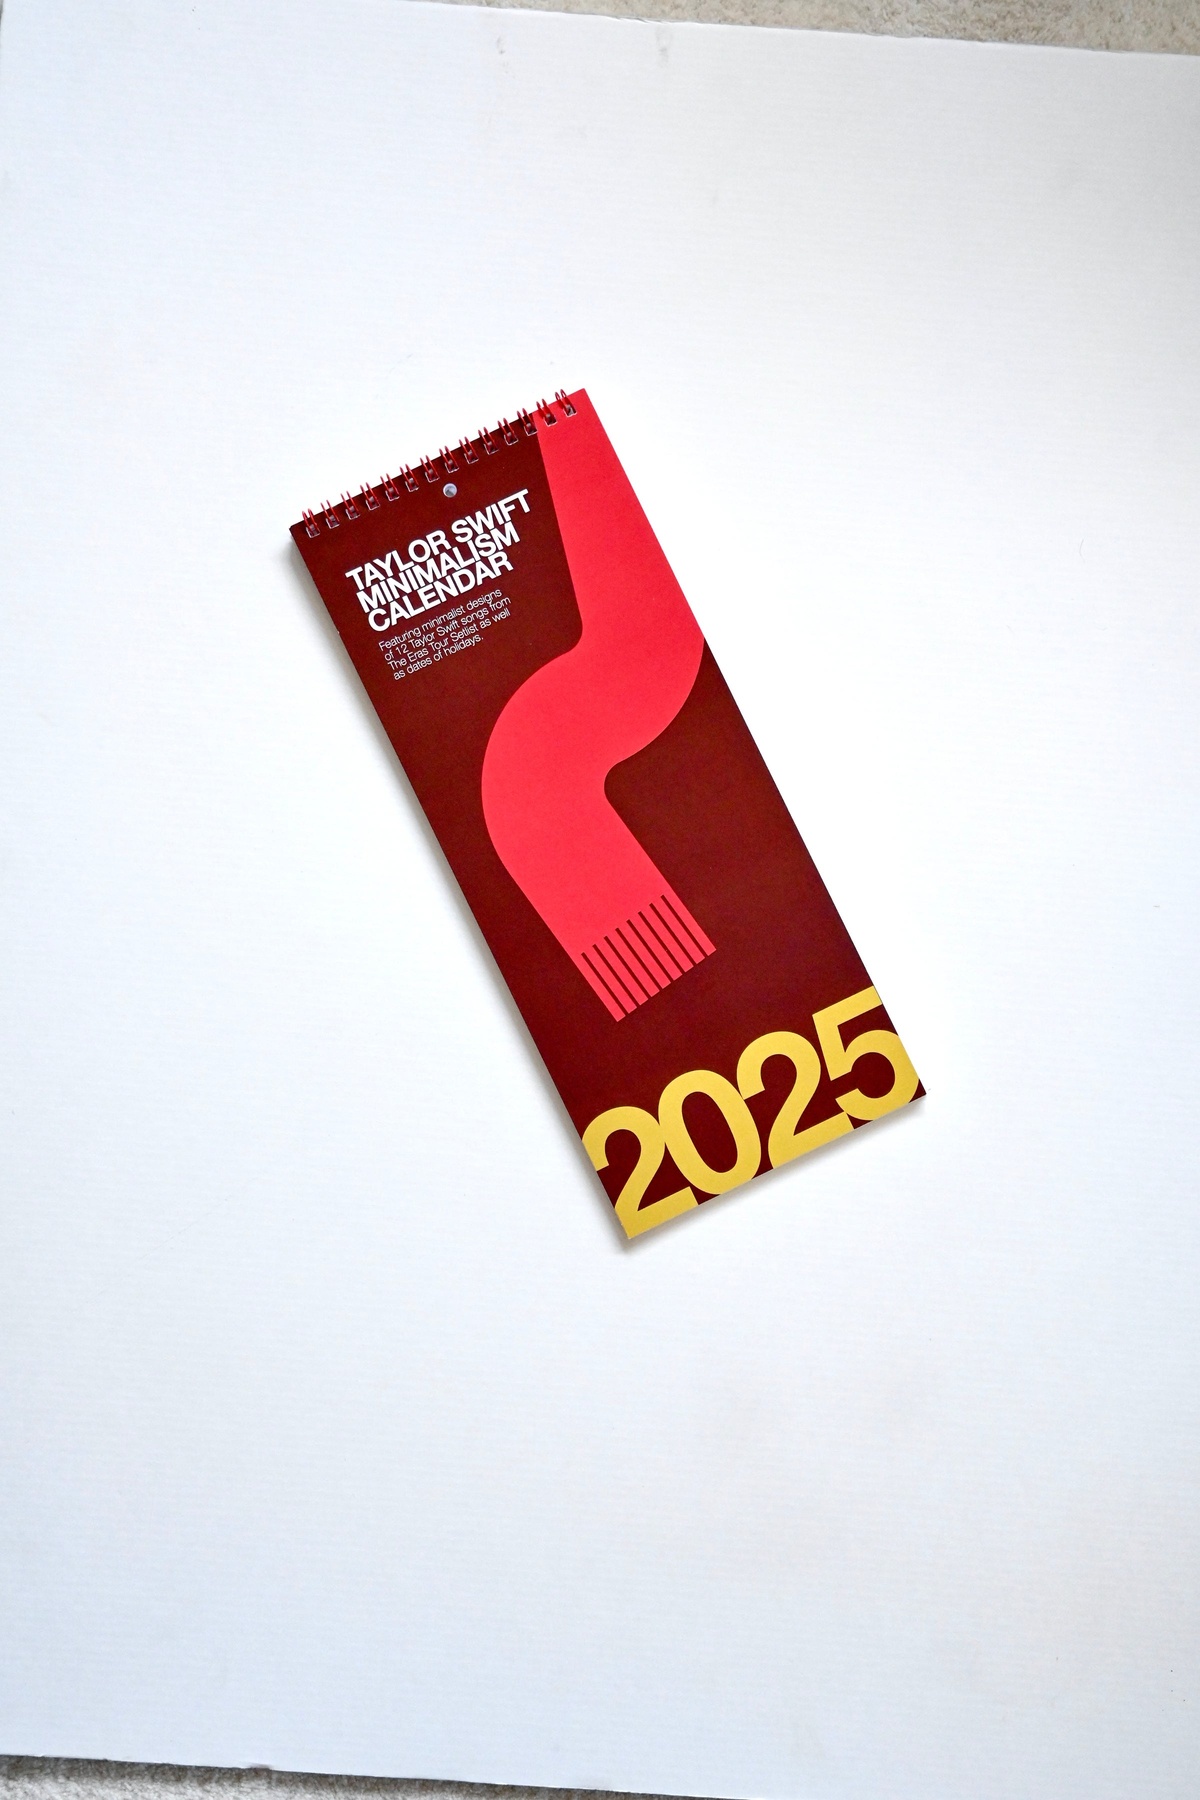 TAYLOR SWIFT
MINIMALISM
CALENDAR
Featuring minimalist designs
of 12 Taylor Swift songs from
The Eras Tour Setlist as well
as dates of holidays.
2025